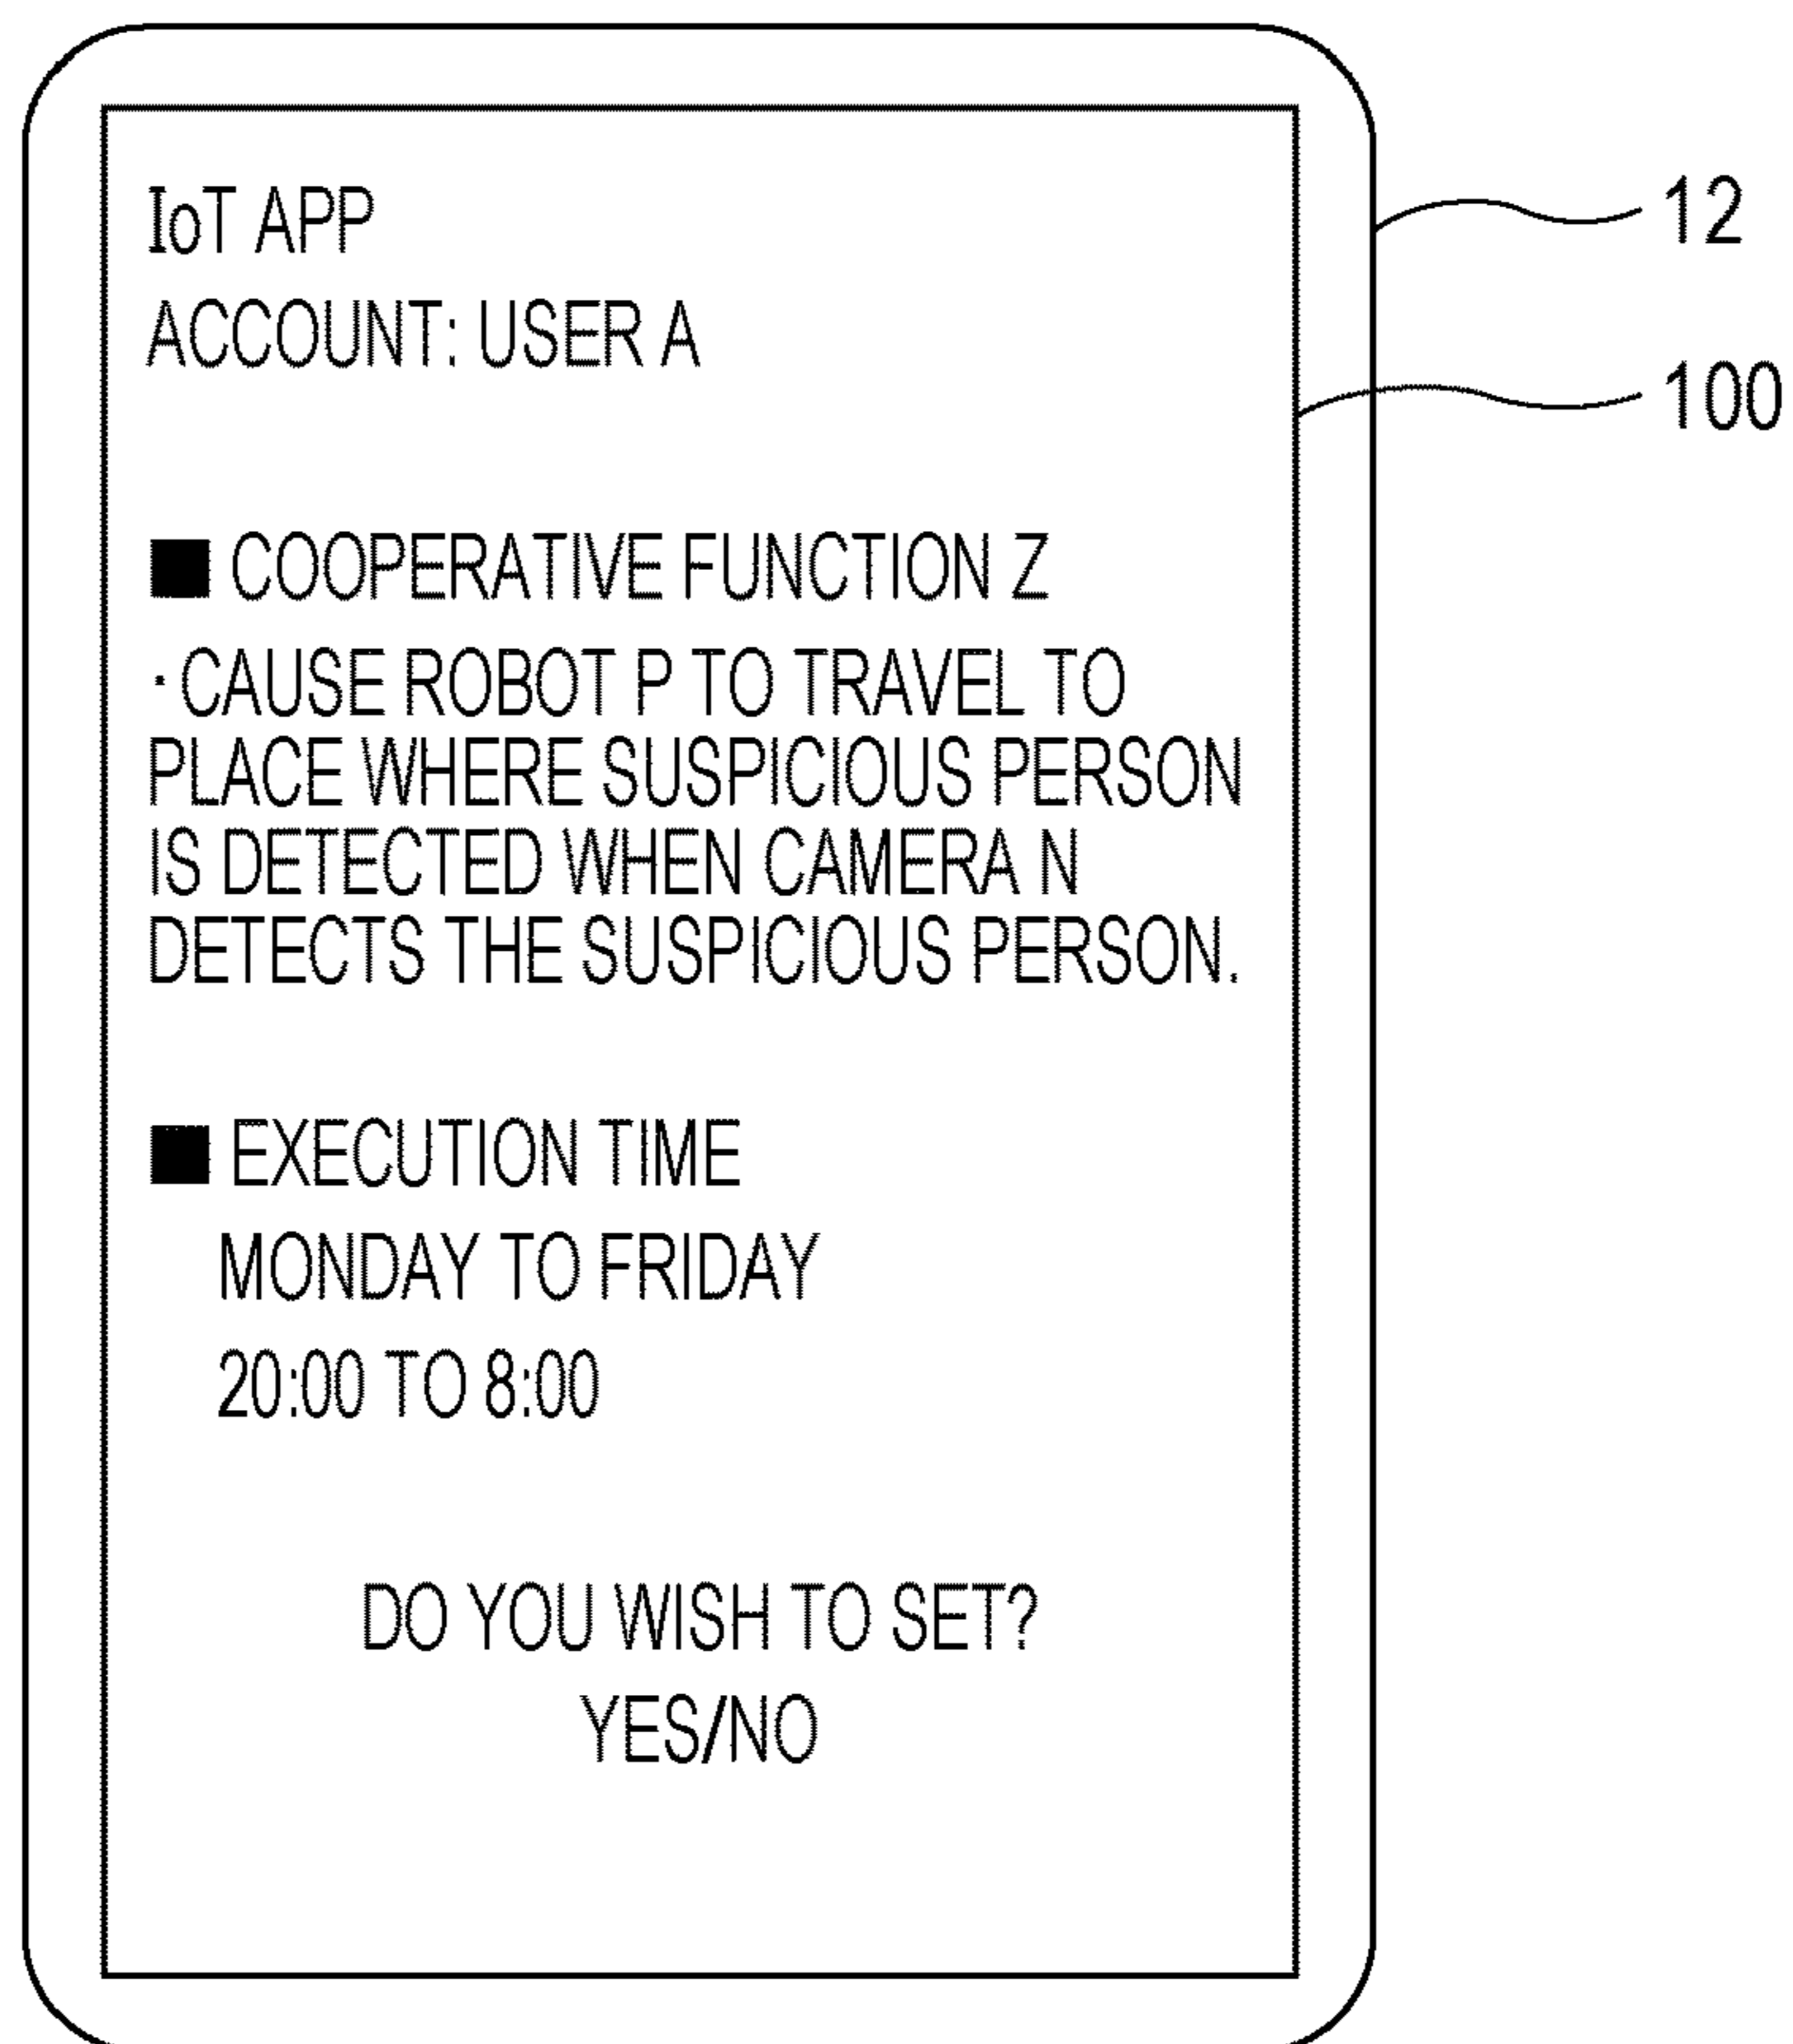 IoT APP
ACCOUNT: USER A
12
100
■ COOPERATIVE FUNCTION Z
・CAUSE ROBOT P TO TRAVEL TO
PLACE WHERE SUSPICIOUS PERSON
IS DETECTED WHEN CAMERA N
DETECTS THE SUSPICIOUS PERSON.
■ EXECUTION TIME
MONDAY TO FRIDAY
20:00 TO 8:00
DO YOU WISH TO SET?
YES/NO